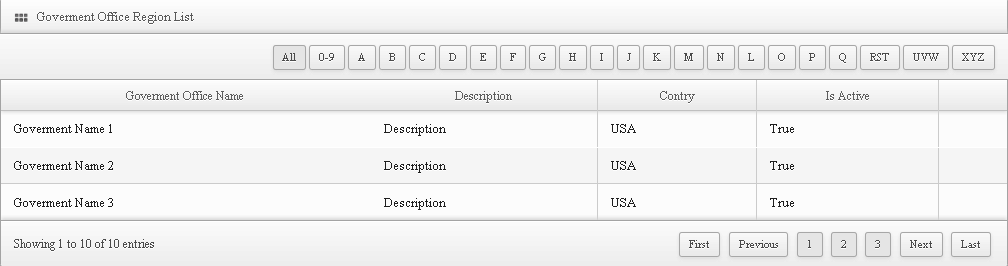 Goverment Office Region List
All 0-9 A B C D E F G H I J K M N L O P Q RST UVW XYZ
Goverment Office Name Description Contry Is Active
Goverment Name 1 Description USA True
Goverment Name 2 Description USA True
Goverment Name 3 Description USA True
Showing 1 to 10 of 10 entries First Previous 1 2 3 Next Last